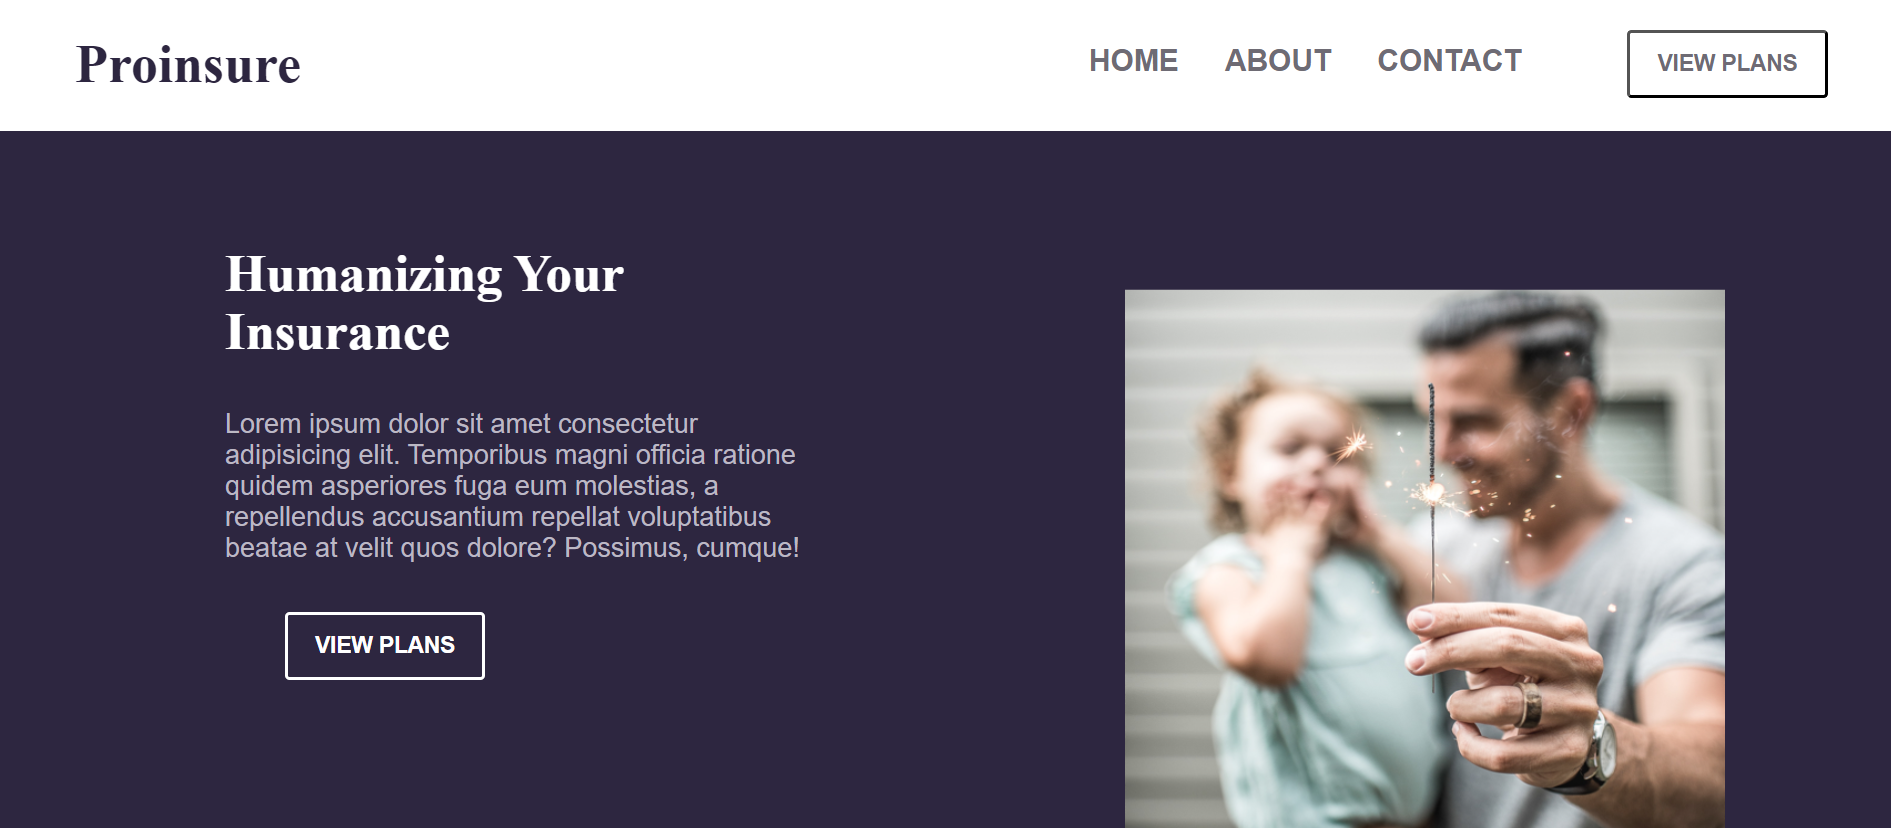 Proinsure
HOME ABOUT CONTACT VIEW PLANS
Humanizing Your
Insurance
Lorem ipsum dolor sit amet consectetur
adipisicing elit. Temporibus magni officia ratione
quidem asperiores fuga eum molestias, a
repellendus accusantium repellat voluptatibus
beatae at velit quos dolore? Possimus, cumque!
VIEW PLANS